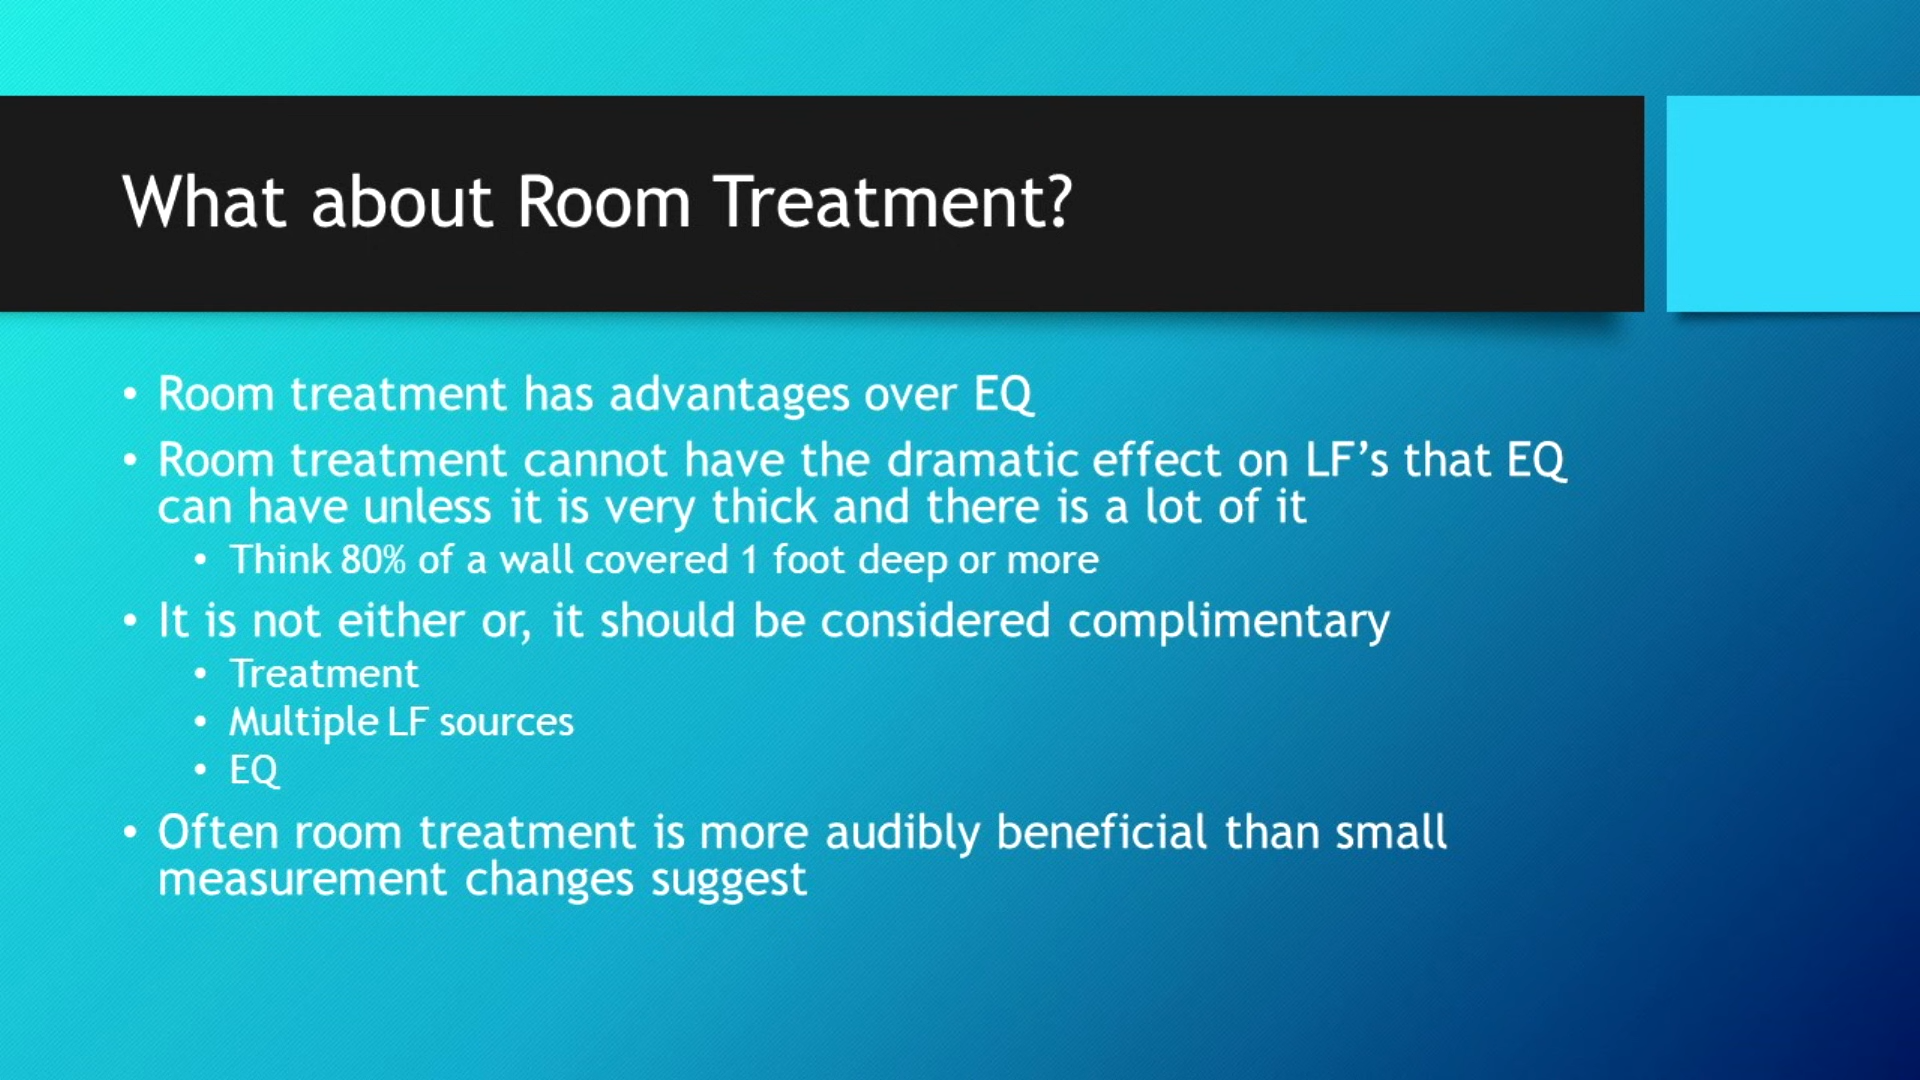 What about Room Treatment?
• Room treatment has advantages over EQ
• Room treatment cannot have the dramatic effect on LF’s that EQ
can have unless it is very thick and there is a lot of it
• Think 80% of a wall covered 1 foot deep or more
• It is not either or, it should be considered complimentary
• Treatment
• Multiple LF sources
• EQ
• Often room treatment is more audibly beneficial than small
measurement changes suggest